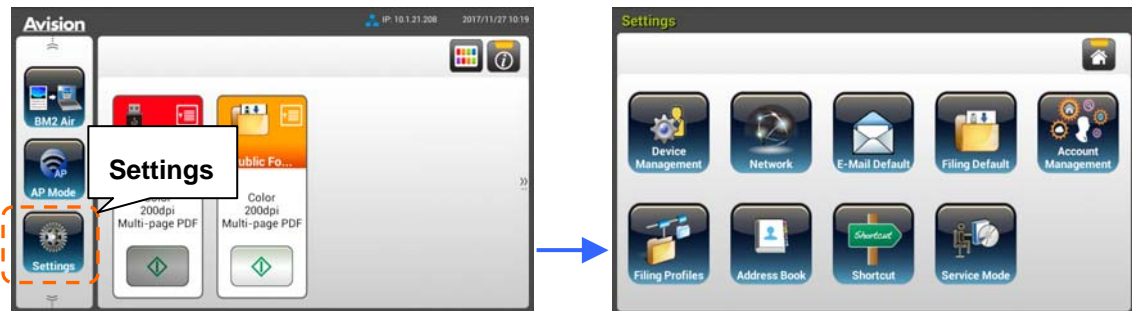 Avision
IP: 10.1.21.208 2017/11/27 10:19
BM2 Air
AP
AP Mode
Settings
Settings
ublic Fo...
Color
200dpi
Multi-page PDF
Color
200dpi
Multi-page PDF
Settings
Device
Management
Network
E-Mail Default
Filing Default
Account
Management
Filing Profiles
Address Book
Shortcut
Shortcut
Service Mode